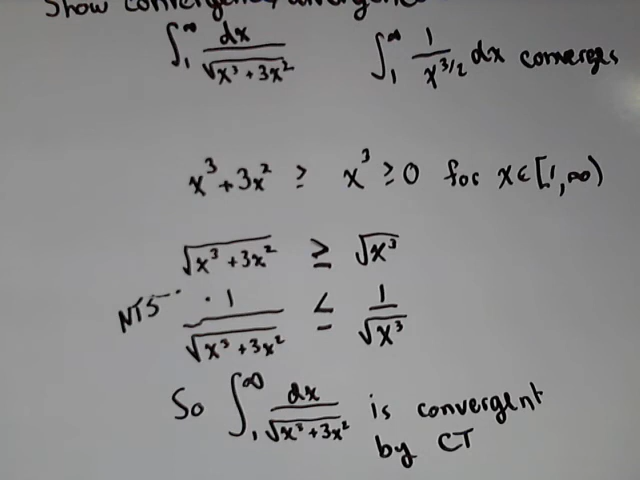 Show convergence/divergence
∫₁^∞ dx/√(x³+3x²)    ∫₁^∞ 1/x^(3/2) dx converges
x³+3x² ≥ x³ ≥ 0 for x∈[1,∞)
√(x³+3x²) ≥ √(x³)
NTS 1/√(x³+3x²) ≤ 1/√(x³)
So ∫₁^∞ dx/√(x³+3x²) is convergent
by CT